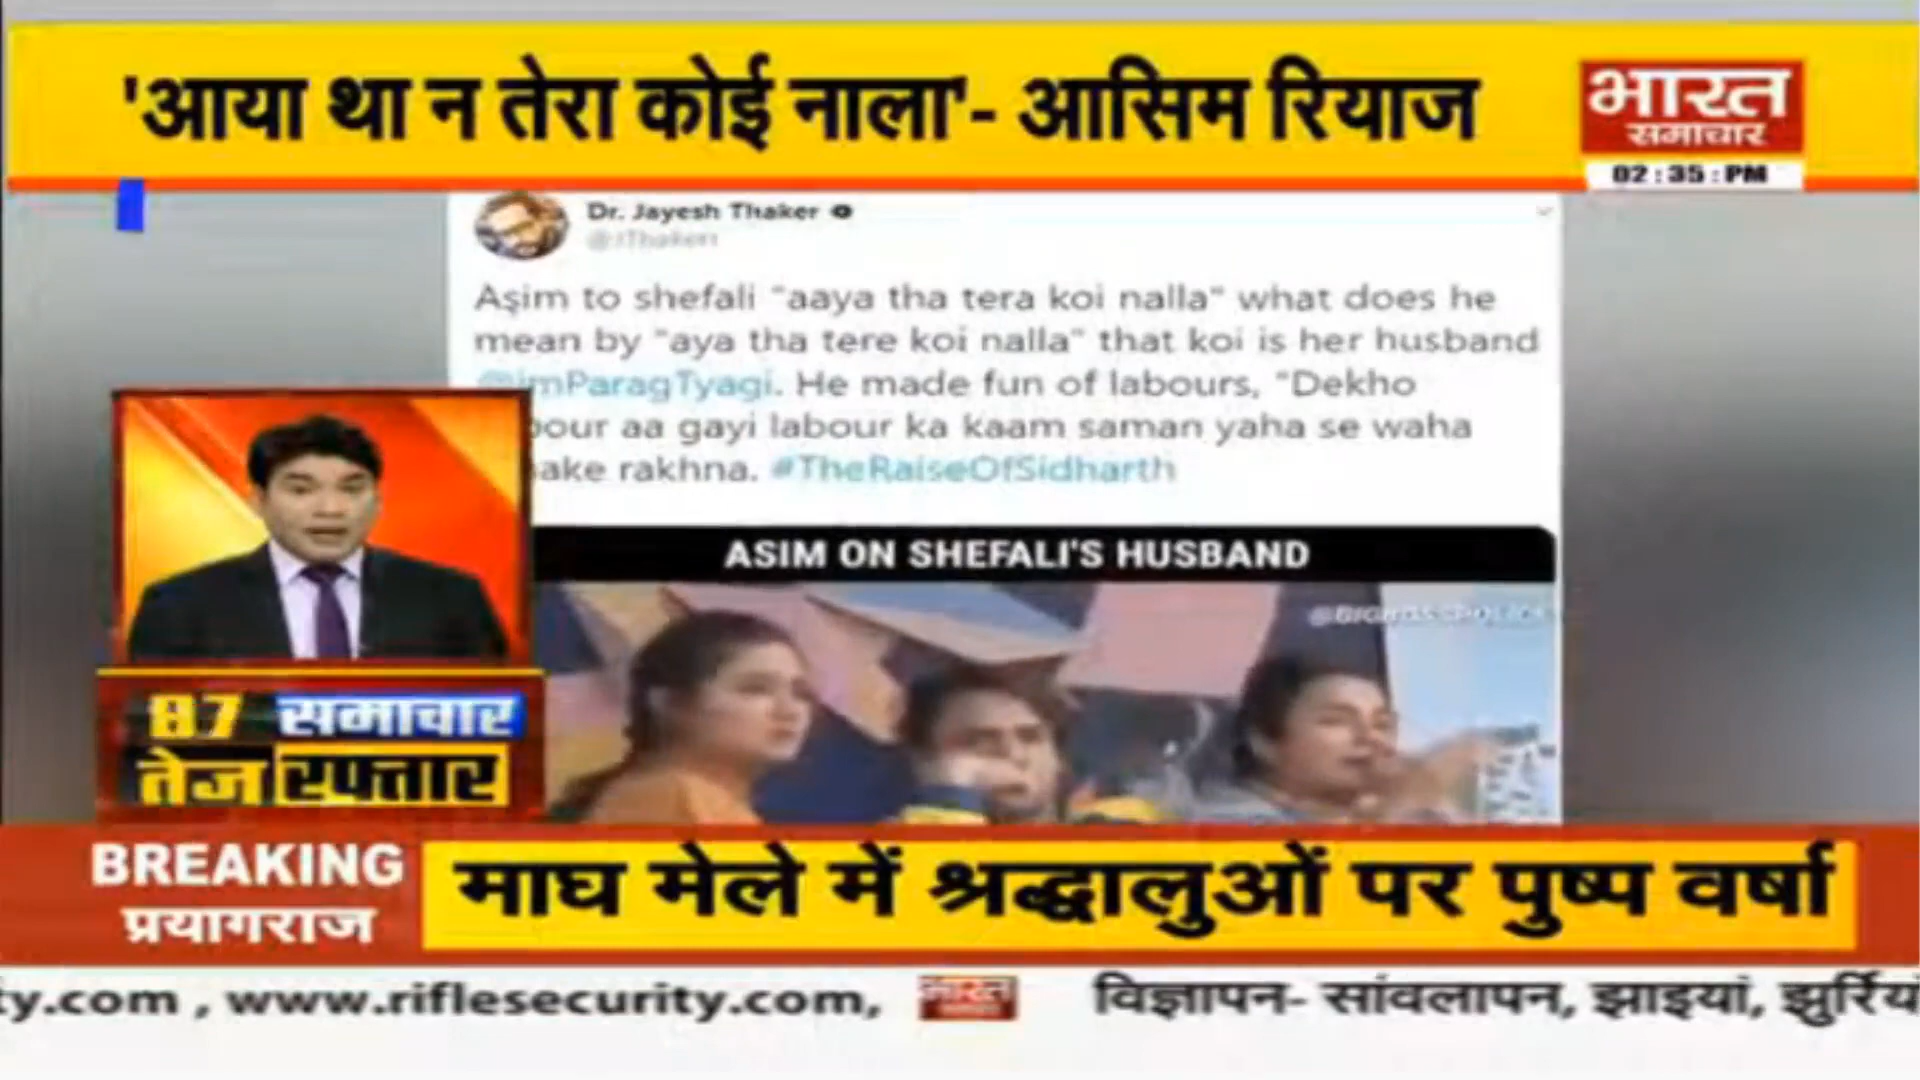 'आया था न तेरा कोई नाला'- आसिम रियाज
भारत
समाचार
02:35:PM
Dr. Jayesh Thaker
Asim to shefali "aaya tha tera koi nalla" what does he
mean by "aya tha tere koi nalla" that koi is her husband
@imParagTyagi. He made fun of labours, "Dekho
aa gayi labour ka kaam saman yaha se waha
rakhna. #TheRaiseOfSidharth
ASIM ON SHEFALI'S HUSBAND
87 समाचार
तेज रफ्तार
BREAKING
प्रयागराज
माघ मेले में श्रद्धालुओं पर पुष्प वर्षा
ty.com , www.riflesecurity.com, भारत विज्ञापन- सांवलापन, झाइयां,